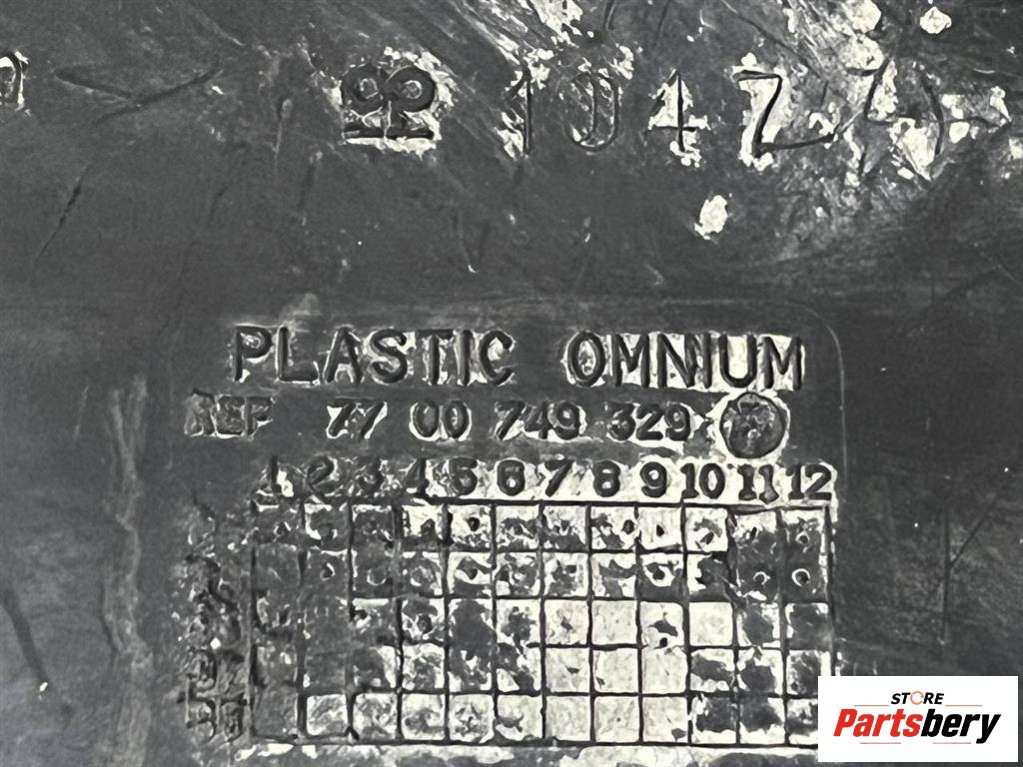 10424
PLASTIC OMNIUM
REF 77 00 749 329
1 2 3 4 5 6 7 8 9 10 11 12
STORE
Partsbery